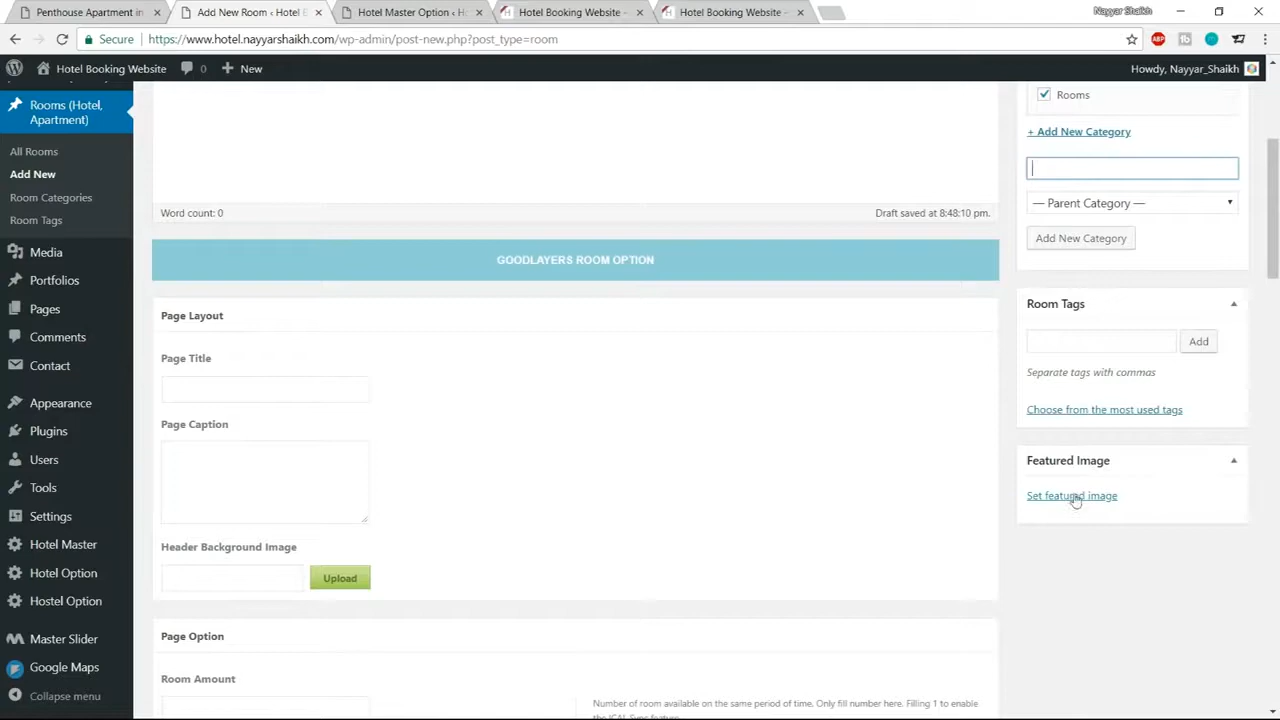 Penthouse Apartment in
Add New Room ‹ Hotel B
Hotel Master Option ‹ H
Hotel Booking Website –
Hotel Booking Website –
Nayyar Shaikh
Secure
https://www.hotel.nayyarshaikh.com/wp-admin/post-new.php?post_type=room
ABP
Hotel Booking Website
0
New
Howdy, Nayyar_Shaikh
Rooms (Hotel,
Apartment)
All Rooms
Add New
Room Categories
Room Tags
Media
Portfolios
Pages
Comments
Contact
Appearance
Plugins
Users
Tools
Settings
Hotel Master
Hotel Option
Hostel Option
Master Slider
Google Maps
Collapse menu
Word count: 0
Draft saved at 8:48:10 pm.
GOODLAYERS ROOM OPTION
Page Layout
Page Title
Page Caption
Header Background Image
Upload
Page Option
Room Amount
Number of room available on the same period of time. Only fill number here. Filling 1 to enable
the ICAL Sync feature.
Rooms
+ Add New Category
— Parent Category —
Add New Category
Room Tags
Add
Separate tags with commas
Choose from the most used tags
Featured Image
Set featured image